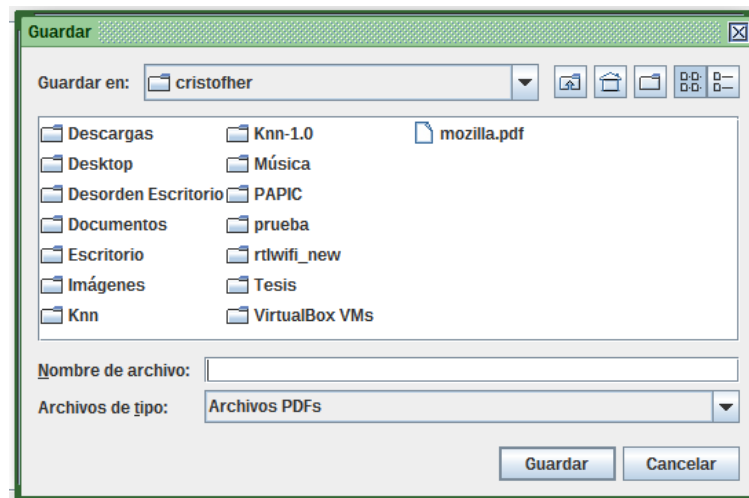 Guardar
Guardar en: cristofher
Descargas Knn-1.0 mozilla.pdf
Desktop Música
Desorden Escritorio PAPIC
Documentos prueba
Escritorio rtlwifi_new
Imágenes Tesis
Knn VirtualBox VMs
Nombre de archivo:
Archivos de tipo: Archivos PDFs
Guardar Cancelar